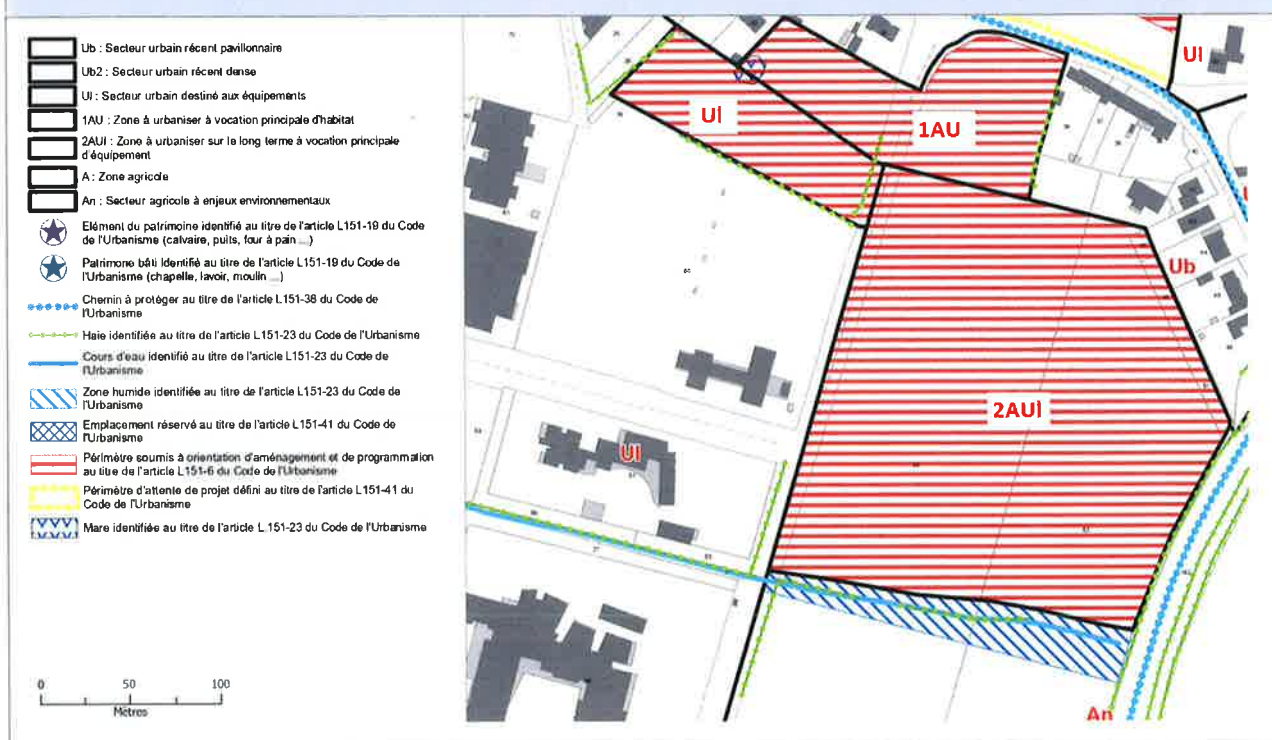 Ub : Secteur urbain récent pavillonnaire
Ub2 : Secteur urbain récent dense
Ul : Secteur urbain destiné aux équipements
1AU : Zone à urbaniser à vocation principale d'habitat
2AUl : Zone à urbaniser sur le long terme à vocation principale
d'équipement
A : Zone agricole
An : Secteur agricole à enjeux environnementaux
Elément du patrimoine identifié au titre de l'article L151-19 du Code
de l'Urbanisme (calvaire, puits, four à pain ...)
Patrimone bâti identifié au titre de l'article L151-19 du Code de
l'Urbanisme (chapelle, lavoir, moulin ...)
Chemin à protéger au titre de l'article L151-38 du Code de
l'Urbanisme
Haie identifiée au titre de l'article L151-23 du Code de l'Urbanisme
Cours d'eau identifié au titre de l'article L151-23 du Code de
l'Urbanisme
Zone humide identifiée au titre de l'article L151-23 du Code de
l'Urbanisme
Emplacement réservé au titre de l'article L151-41 du Code de
l'Urbanisme
Périmètre soumis à orientation d'aménagement et de programmation
au titre de l'article L151-6 du Code de l'Urbanisme
Périmètre d'attente de projet défini au titre de l'article L151-41 du
Code de l'Urbanisme
Mare identifiée au titre de l'article L.151-23 du Code de l'Urbanisme
0 50 100
Mètres
Ul
Ul
1AU
Ub
2AUl
Ul
An